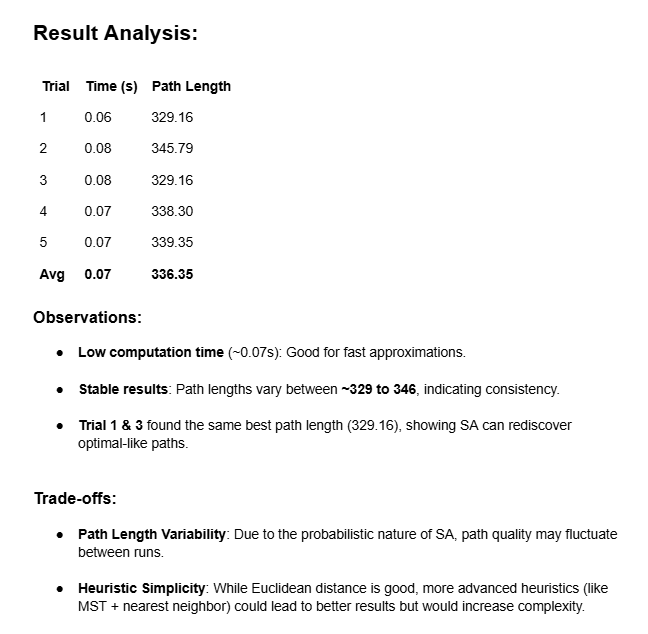 Result Analysis:
Trial Time (s) Path Length
1 0.06 329.16
2 0.08 345.79
3 0.08 329.16
4 0.07 338.30
5 0.07 339.35
Avg 0.07 336.35
Observations:
● Low computation time (~0.07s): Good for fast approximations.
● Stable results: Path lengths vary between ~329 to 346, indicating consistency.
● Trial 1 & 3 found the same best path length (329.16), showing SA can rediscover
optimal-like paths.
Trade-offs:
● Path Length Variability: Due to the probabilistic nature of SA, path quality may fluctuate
between runs.
● Heuristic Simplicity: While Euclidean distance is good, more advanced heuristics (like
MST + nearest neighbor) could lead to better results but would increase complexity.